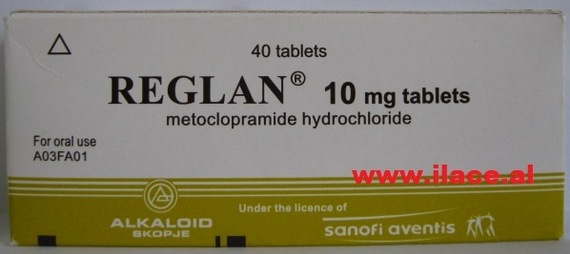 40 tablets
REGLAN® 10 mg tablets
metoclopramide hydrochloride
For oral use
A03FA01
www.ilace.al
ALKALOID
SKOPJE
Under the licence of
sanofi aventis